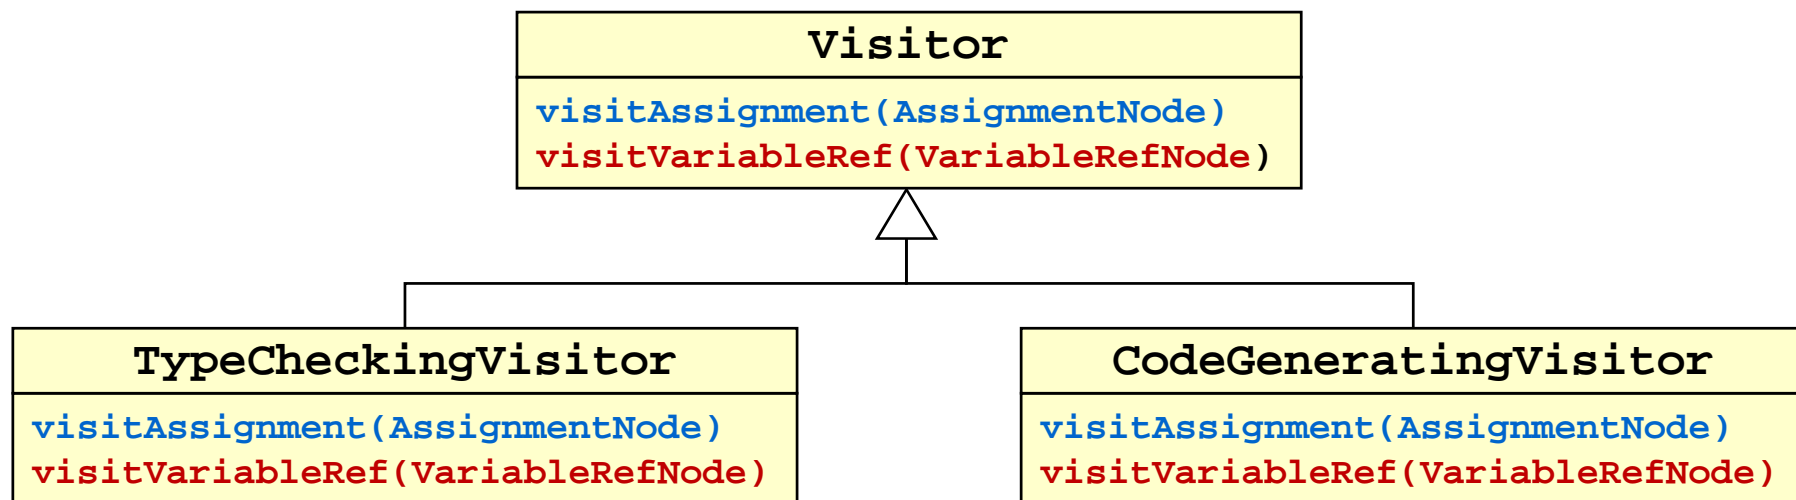 Visitor
visitAssignment(AssignmentNode)
visitVariableRef(VariableRefNode)
TypeCheckingVisitor
visitAssignment(AssignmentNode)
visitVariableRef(VariableRefNode)
CodeGeneratingVisitor
visitAssignment(AssignmentNode)
visitVariableRef(VariableRefNode)